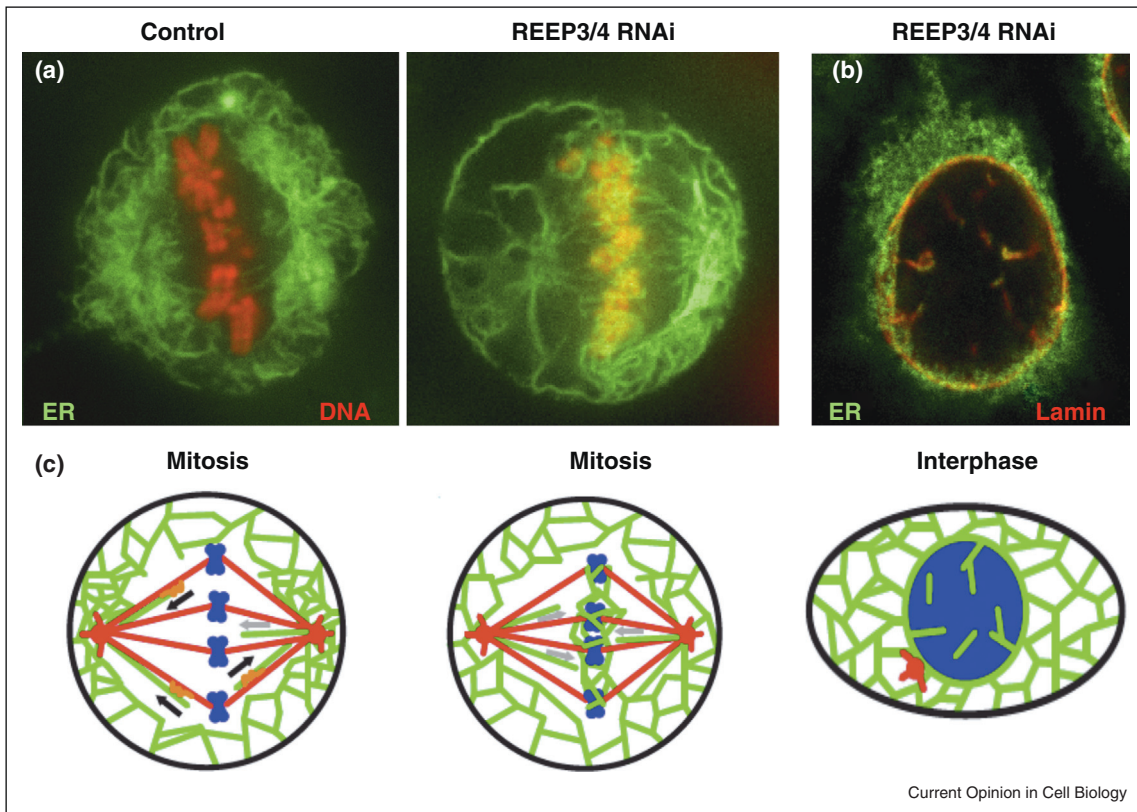 Control
REEP3/4 RNAi
REEP3/4 RNAi
(a)
(b)
ER
DNA
ER
Lamin
(c)
Mitosis
Mitosis
Interphase
Current Opinion in Cell Biology